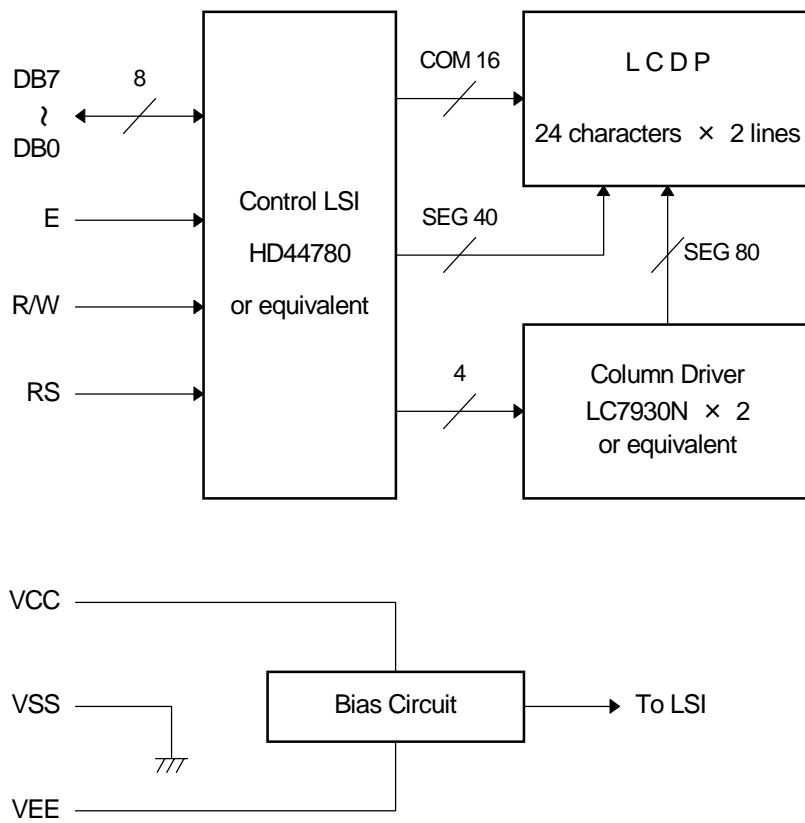 DB7
~
DB0
8
E
R/W
RS
Control LSI
HD44780
or equivalent
COM 16
SEG 40
4
L C D P
24 characters × 2 lines
SEG 80
Column Driver
LC7930N × 2
or equivalent
VCC
VSS
VEE
Bias Circuit
To LSI